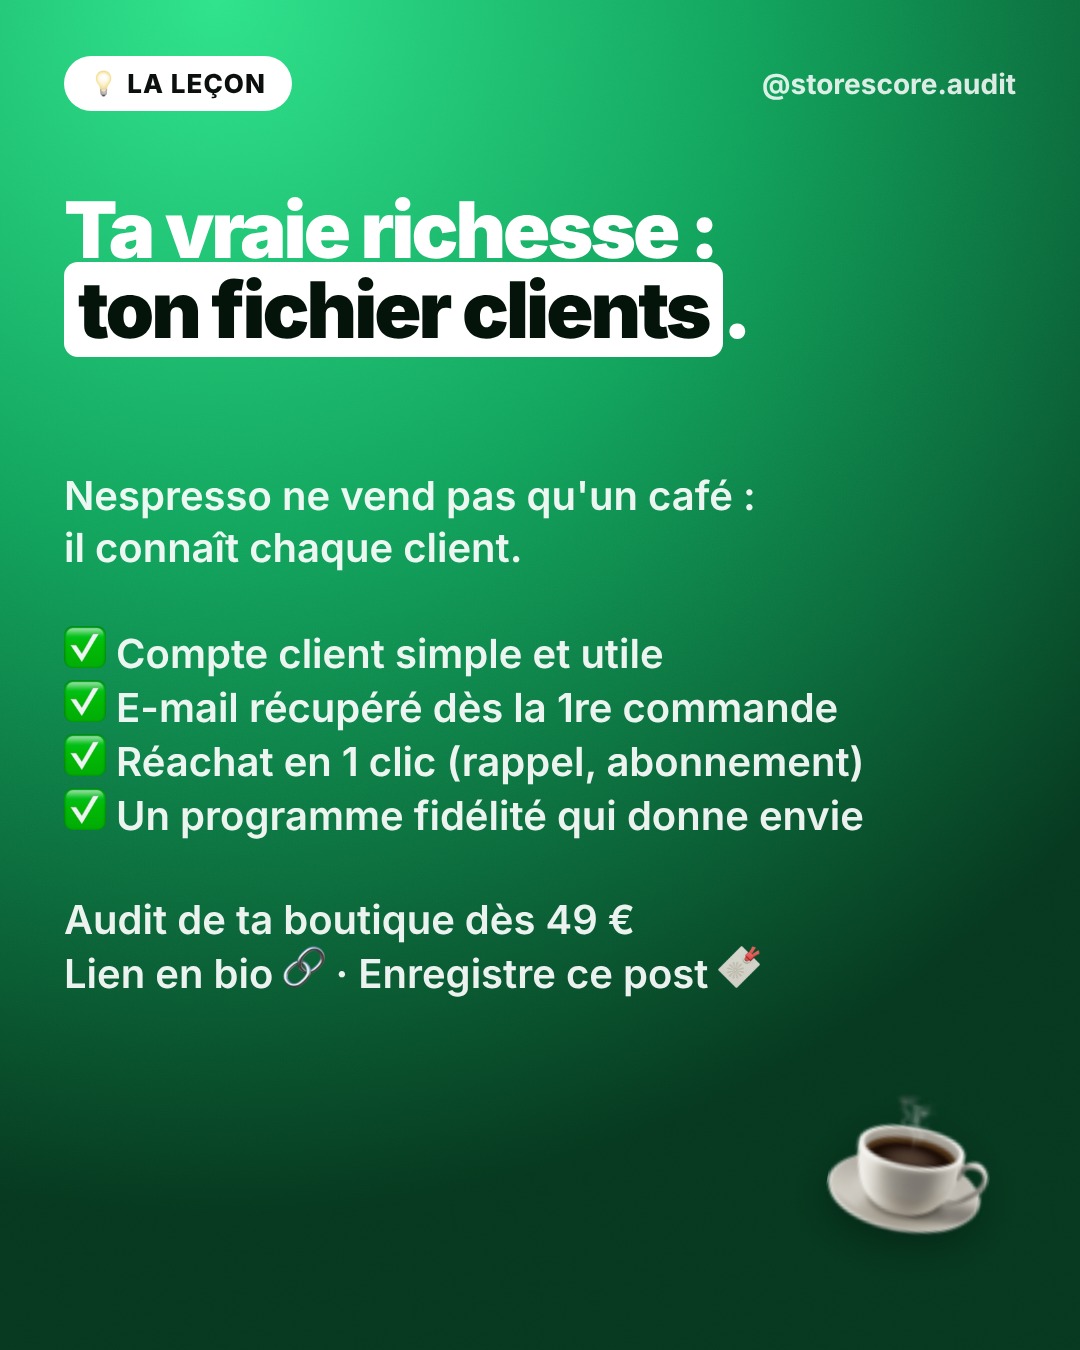 💡 LA LEÇON
@storescore.audit
Ta vraie richesse :
ton fichier clients.
Nespresso ne vend pas qu'un café :
il connaît chaque client.
✅ Compte client simple et utile
✅ E-mail récupéré dès la 1re commande
✅ Réachat en 1 clic (rappel, abonnement)
✅ Un programme fidélité qui donne envie
Audit de ta boutique dès 49 €
Lien en bio 🔗 · Enregistre ce post